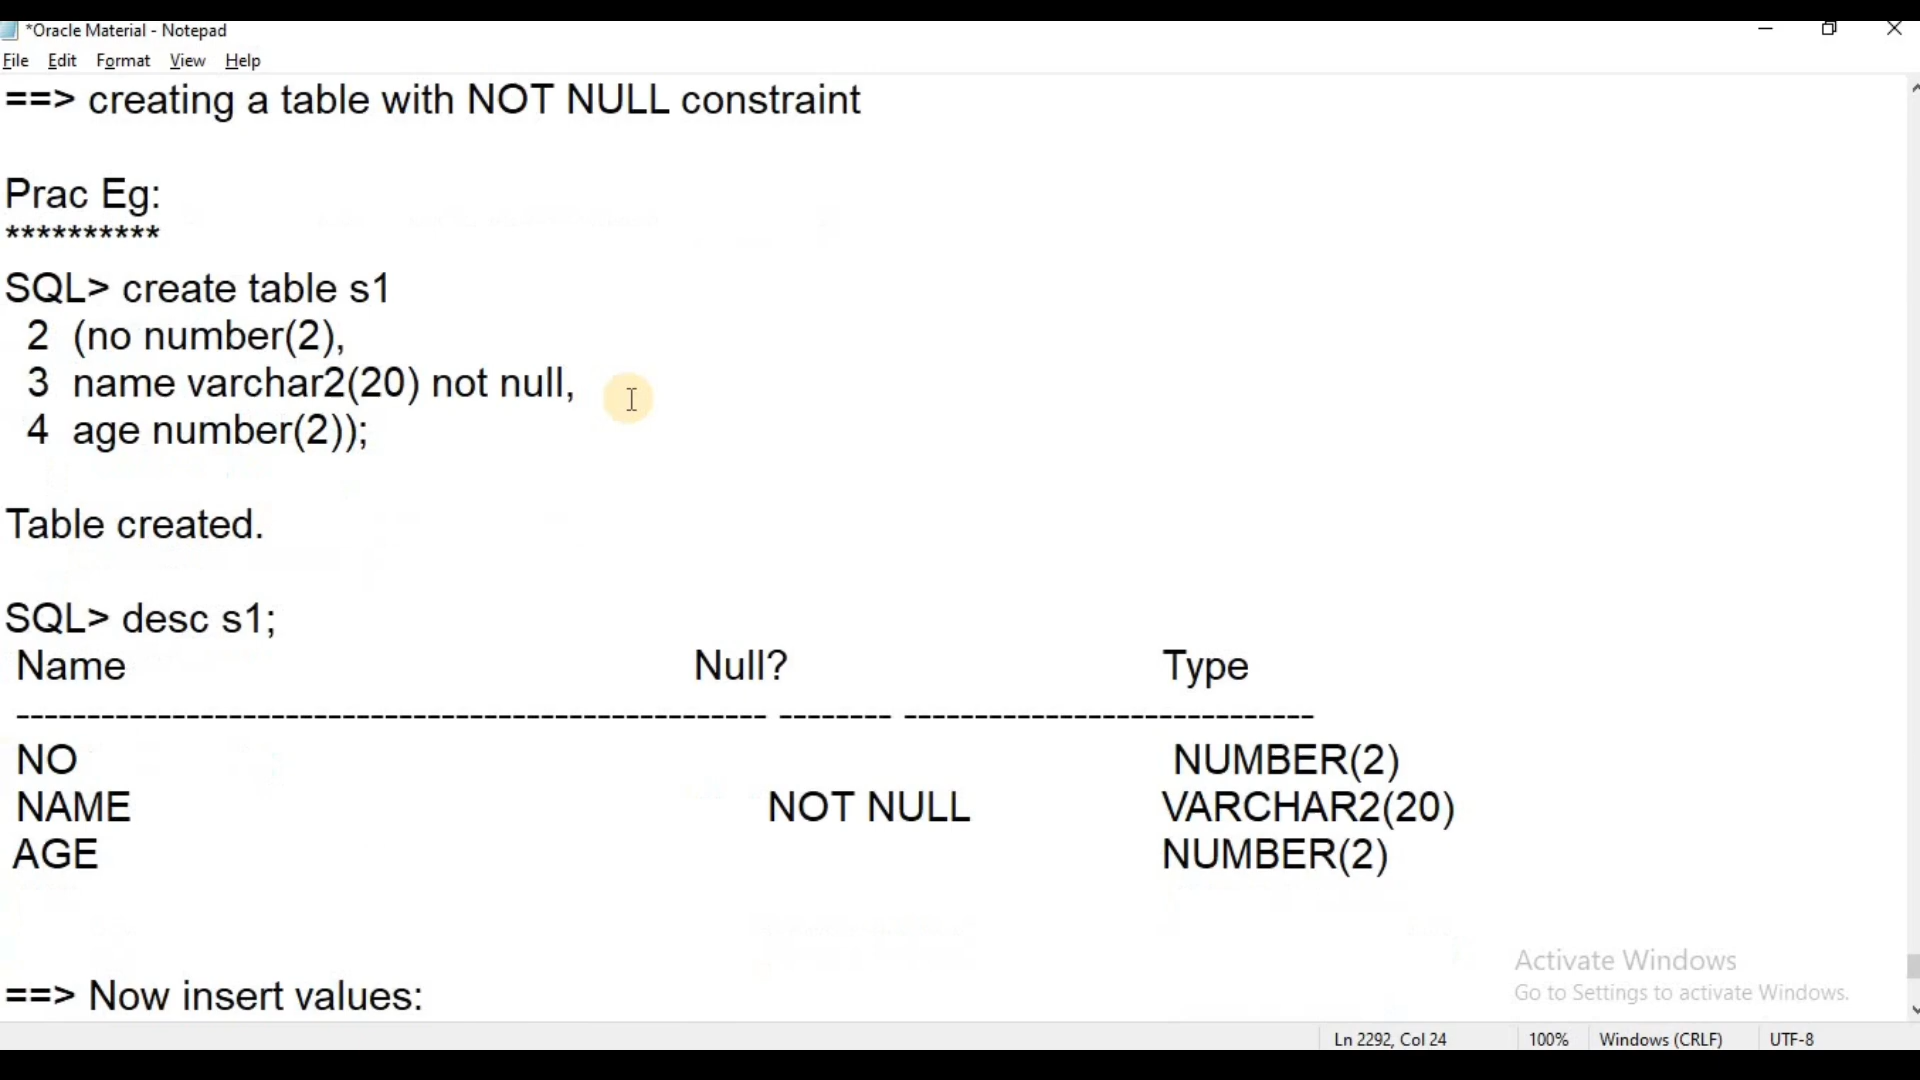 *Oracle Material - Notepad
File Edit Format View Help
==> creating a table with NOT NULL constraint
Prac Eg:
**********
SQL> create table s1
2 (no number(2),
3 name varchar2(20) not null,
4 age number(2));
Table created.
SQL> desc s1;
Name Null? Type
----------------------------------------------------- -------- -----------------------------
NO NUMBER(2)
NAME NOT NULL VARCHAR2(20)
AGE NUMBER(2)
==> Now insert values:
Activate Windows
Go to Settings to activate Windows.
Ln 2292, Col 24 100% Windows (CRLF) UTF-8